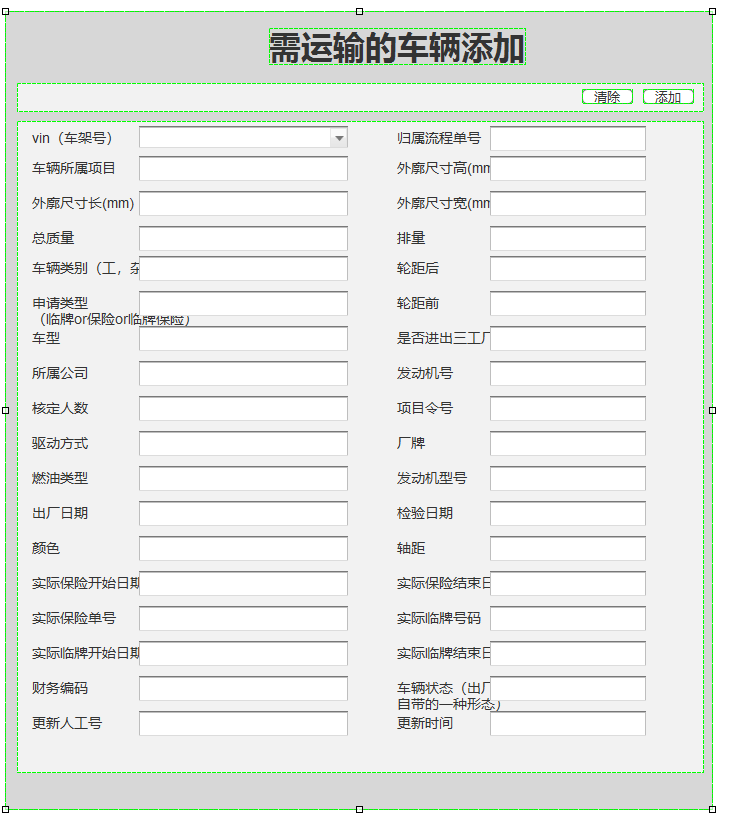 需运输的车辆添加
清除 添加
vin（车架号） 归属流程单号
车辆所属项目 外廓尺寸高(mm
外廓尺寸长(mm) 外廓尺寸宽(mm
总质量 排量
车辆类别（工，杂 轮距后
申请类型 轮距前
（临牌or保险or临牌保险）
车型 是否进出三工厂
所属公司 发动机号
核定人数 项目令号
驱动方式 厂牌
燃油类型 发动机型号
出厂日期 检验日期
颜色 轴距
实际保险开始日期 实际保险结束日
实际保险单号 实际临牌号码
实际临牌开始日期 实际临牌结束日
财务编码 车辆状态（出厂
自带的一种形态）
更新人工号 更新时间